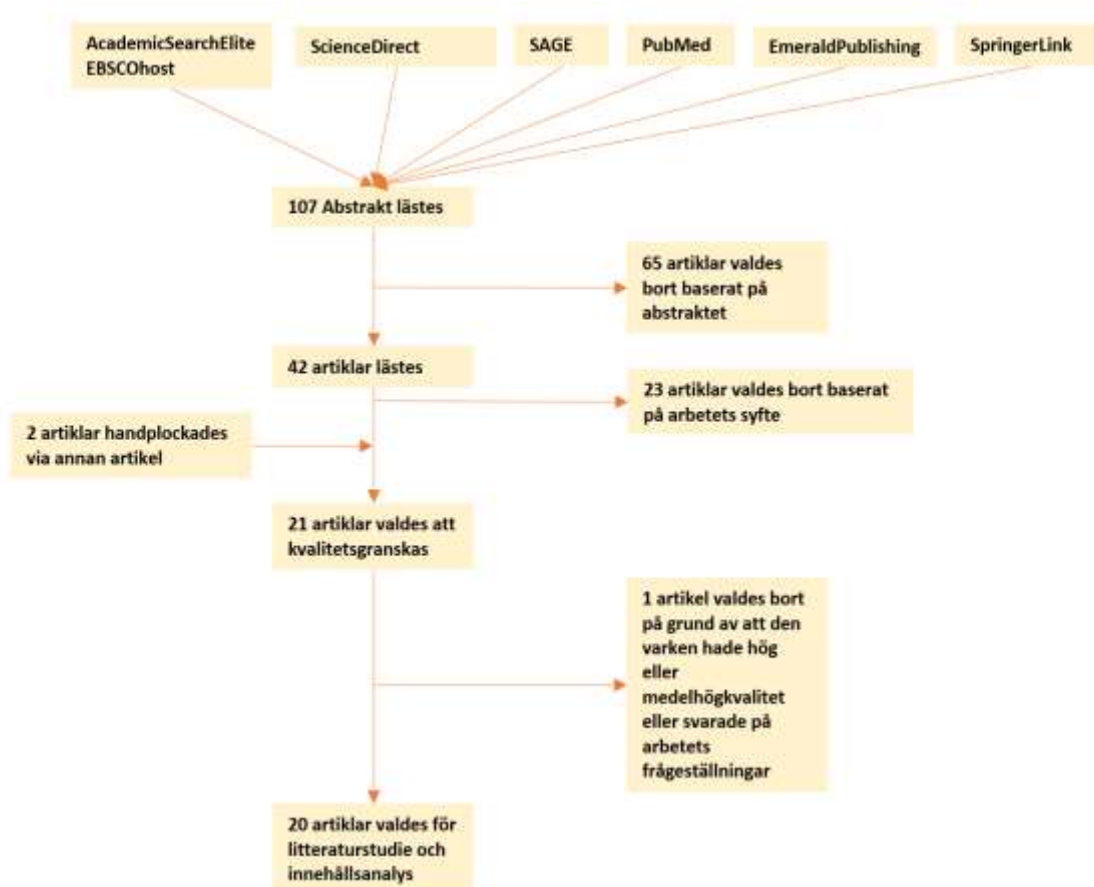 AcademicSearchElite
EBSCOhost
ScienceDirect
SAGE
PubMed
EmeraldPublishing
SpringerLink
107 Abstrakt lästes
65 artiklar valdes
bort baserat på
abstraktet
42 artiklar lästes
23 artiklar valdes bort baserat
på arbetets syfte
2 artiklar handplockades
via annan artikel
21 artiklar valdes att
kvalitetsgranskas
1 artikel valdes bort
på grund av att den
varken hade hög
eller
medelhögkvalitet
eller svarade på
arbetets
frågeställningar
20 artiklar valdes för
litteraturstudie och
innehållsanalys